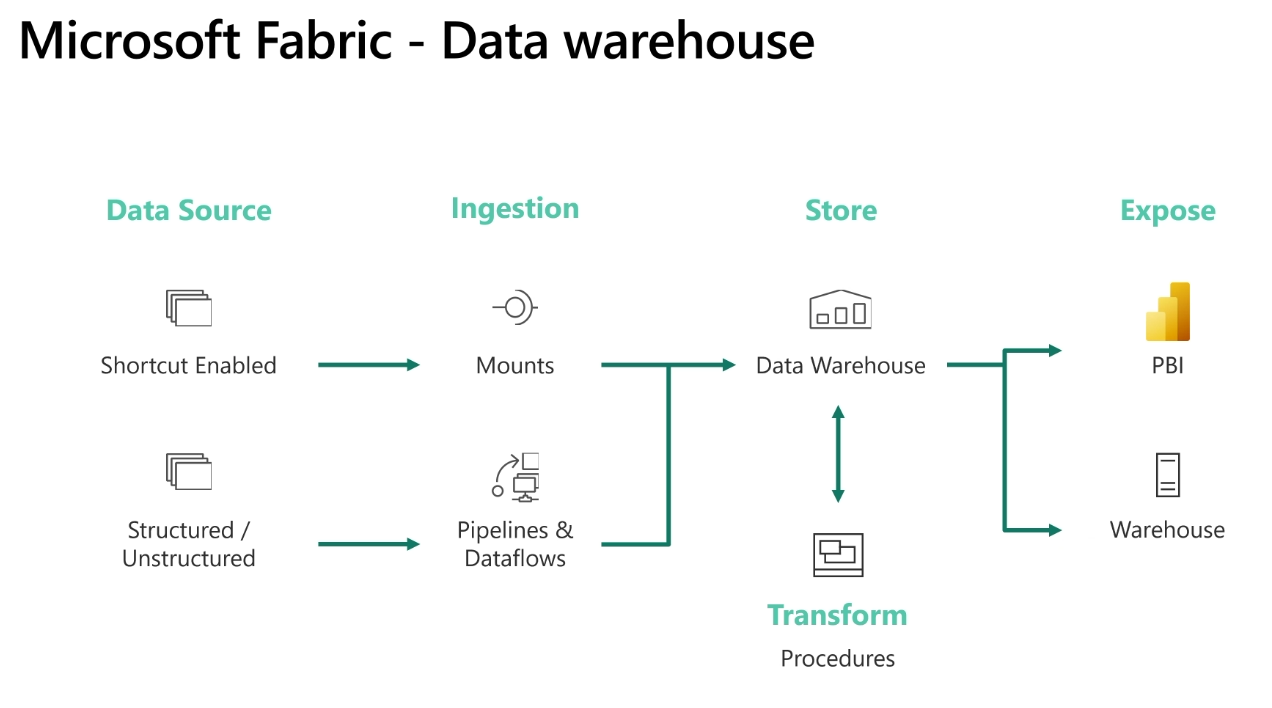 Microsoft Fabric - Data warehouse
Data Source
Ingestion
Store
Expose
Shortcut Enabled
Mounts
Data Warehouse
PBI
Structured /
Unstructured
Pipelines &
Dataflows
Warehouse
Transform
Procedures